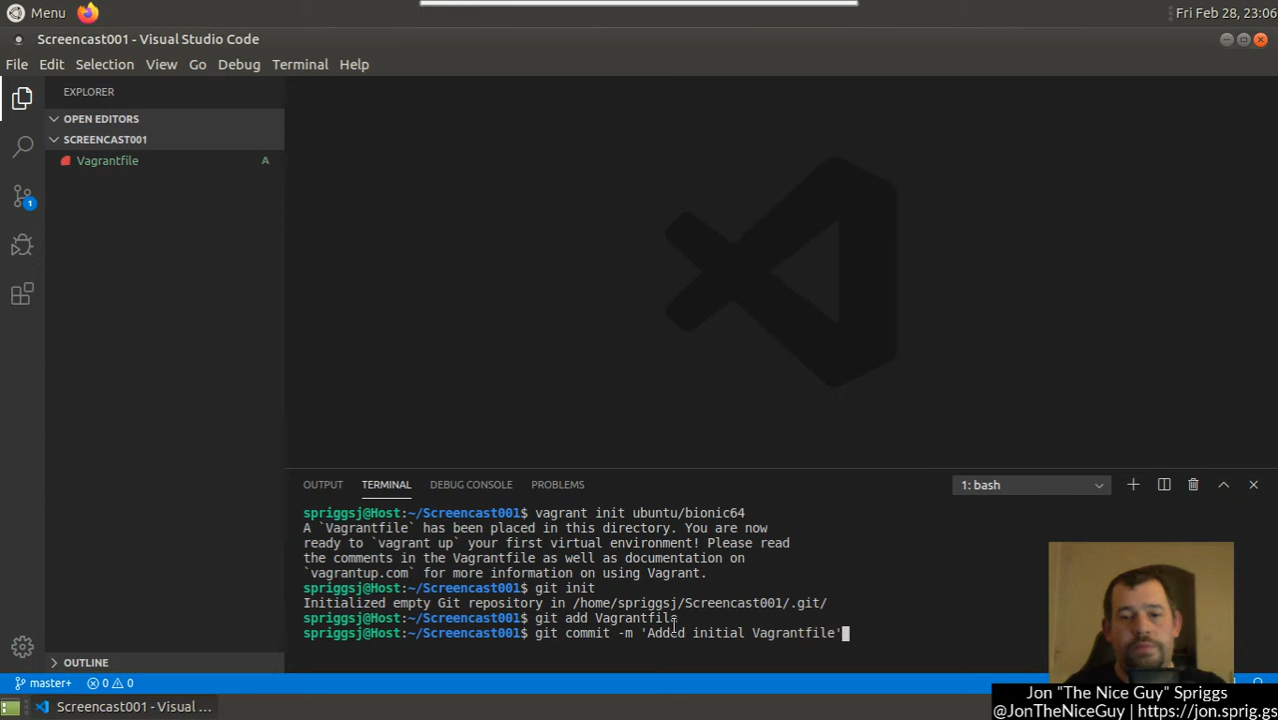 Menu
Fri Feb 28, 23:06
Screencast001 - Visual Studio Code
File Edit Selection View Go Debug Terminal Help
EXPLORER
OPEN EDITORS
SCREENCAST001
Vagrantfile A
1
OUTPUT TERMINAL DEBUG CONSOLE PROBLEMS
1: bash
spriggsj@Host:~/Screencast001$ vagrant init ubuntu/bionic64
A `Vagrantfile` has been placed in this directory. You are now
ready to `vagrant up` your first virtual environment! Please read
the comments in the Vagrantfile as well as documentation on
`vagrantup.com` for more information on using Vagrant.
spriggsj@Host:~/Screencast001$ git init
Initialized empty Git repository in /home/spriggsj/Screencast001/.git/
spriggsj@Host:~/Screencast001$ git add Vagrantfile
spriggsj@Host:~/Screencast001$ git commit -m 'Added initial Vagrantfile'
OUTLINE
master+ 0 0
Screencast001 - Visual ...
Jon "The Nice Guy" Spriggs
@JonTheNiceGuy | https://jon.sprig.gs